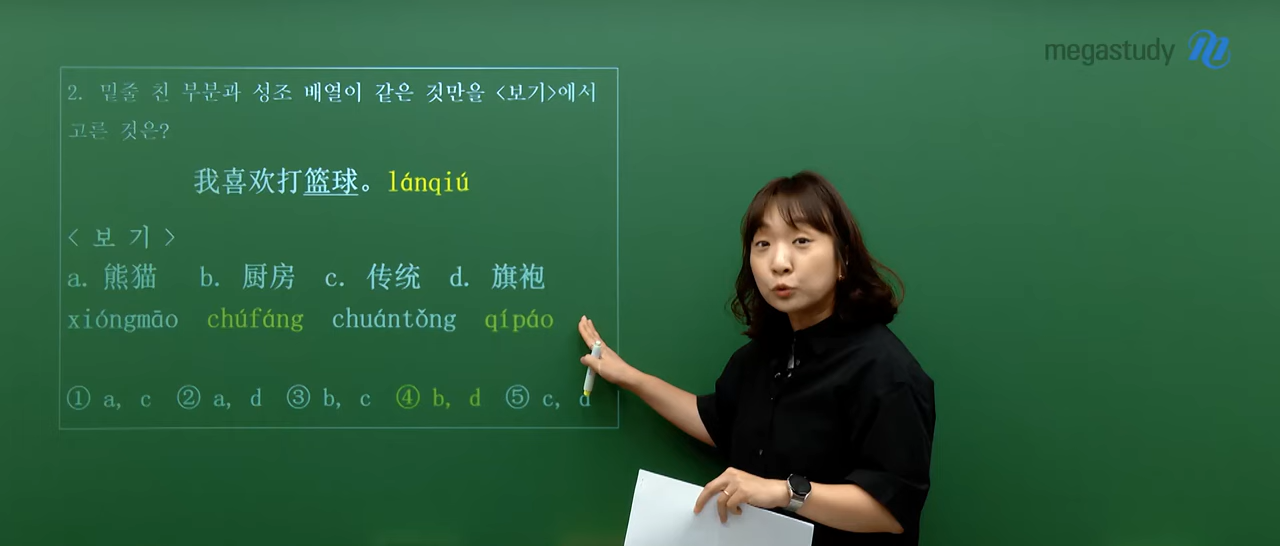 megastudy
2. 밑줄 친 부분과 성조 배열이 같은 것만을 <보기>에서
고른 것은?
我喜欢打篮球。 lánqiú
< 보 기 >
a. 熊猫 b. 厨房 c. 传统 d. 旗袍
xióngmāo chúfáng chuántǒng qípáo
① a, c ② a, d ③ b, c ④ b, d ⑤ c, d